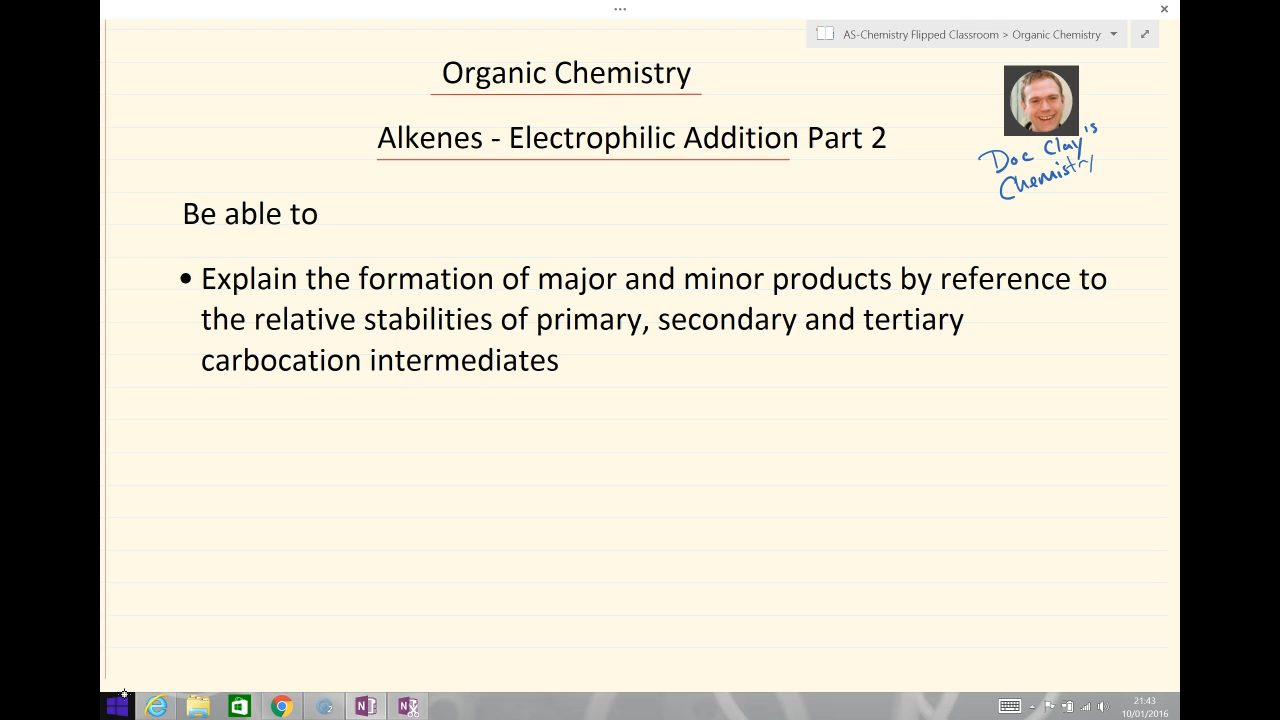 AS-Chemistry Flipped Classroom > Organic Chemistry
Organic Chemistry
Alkenes - Electrophilic Addition Part 2
Doc Clay's
Chemistry
Be able to
• Explain the formation of major and minor products by reference to
the relative stabilities of primary, secondary and tertiary
carbocation intermediates
21:43
10/01/2016